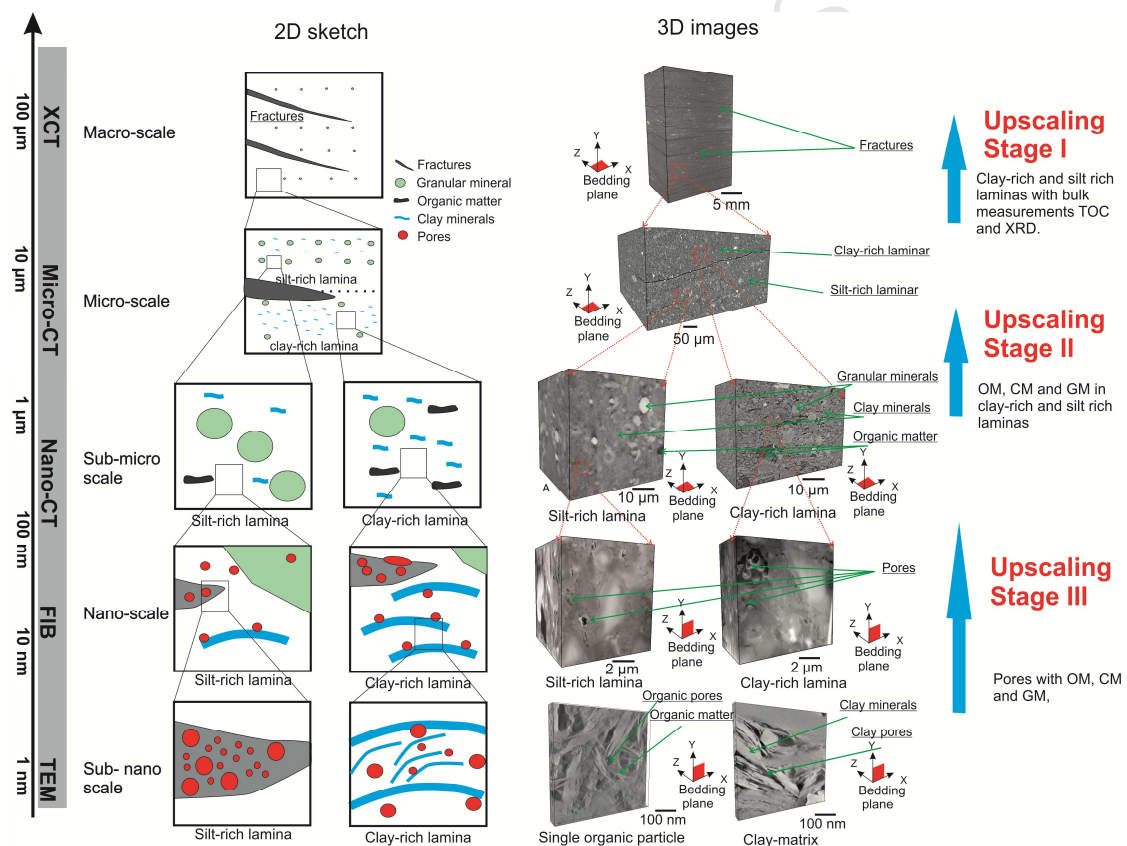 2D sketch
3D images
XCT
Micro-CT
Nano-CT
FIB
TEM
100 µm
10 µm
1 µm
100 nm
10 nm
1 nm
Macro-scale
Fractures
Fractures
Granular mineral
Organic matter
Clay minerals
Pores
Micro-scale
silt-rich lamina
clay-rich lamina
Sub-micro
scale
Silt-rich lamina
Clay-rich lamina
Nano-scale
Silt-rich lamina
Clay-rich lamina
Sub- nano
scale
Silt-rich lamina
Clay-rich lamina
Y
Z
X
Bedding
plane
5 mm
Fractures
Y
Z
X
Bedding
plane
50 µm
Clay-rich laminar
Silt-rich laminar
Granular minerals
Clay minerals
Organic matter
A
10 µm
Silt-rich lamina
Y
Z
X
Bedding
plane
10 µm
Clay-rich lamina
Y
Z
X
Bedding
plane
Pores
2 µm
Silt-rich lamina
Y
Z
X
Bedding
plane
2 µm
Clay-rich lamina
Y
Z
X
Bedding
plane
Organic pores
Organic matter
100 nm
Single organic particle
Y
Z
X
Bedding
plane
Clay minerals
Clay pores
100 nm
Clay-matrix
Y
Z
X
Bedding
plane
Upscaling
Stage I
Clay-rich and silt rich
laminas with bulk
measurements TOC
and XRD.
Upscaling
Stage II
OM, CM and GM in
clay-rich and silt rich
laminas
Upscaling
Stage III
Pores with OM, CM
and GM,